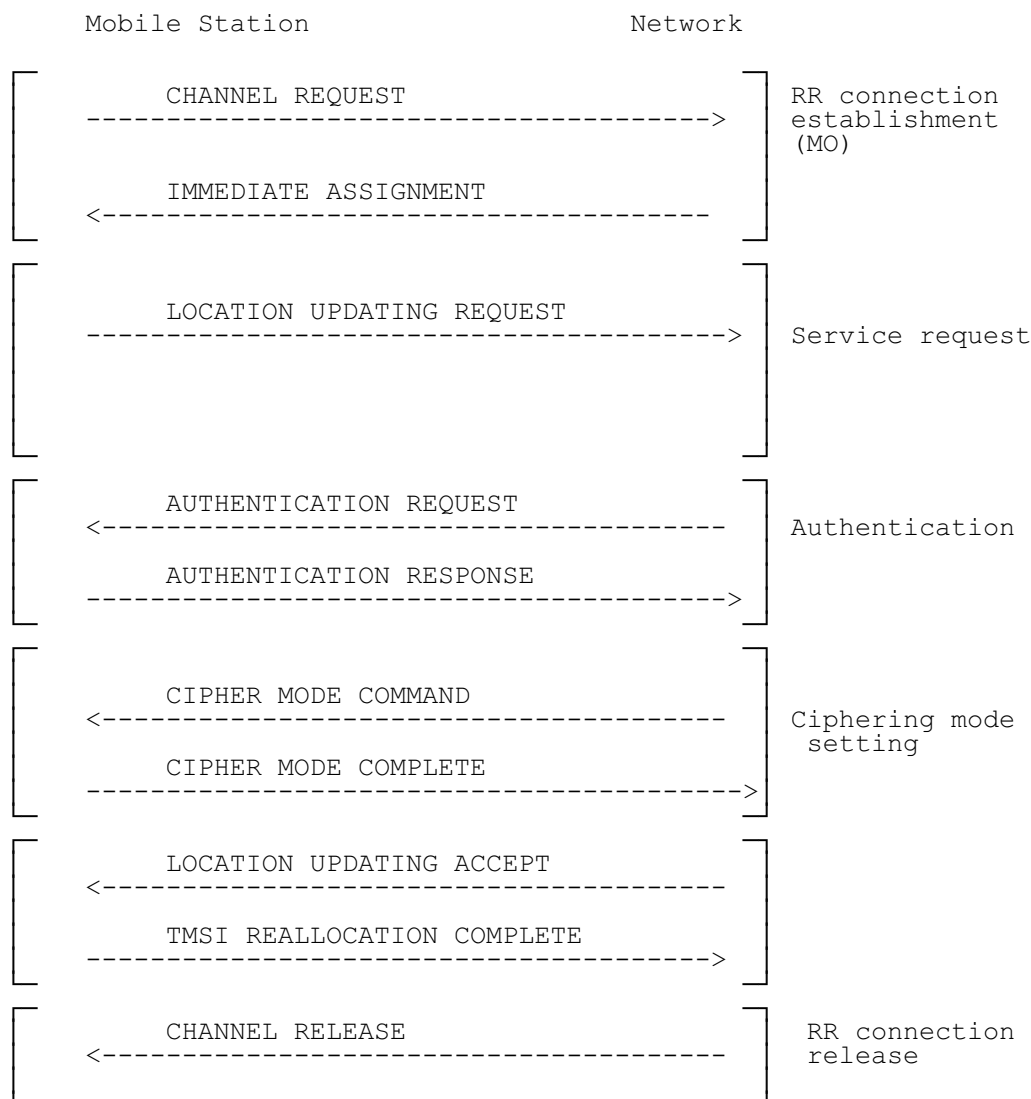 Mobile Station Network
CHANNEL REQUEST RR connection
-----------------------------------> establishment
(MO)
IMMEDIATE ASSIGNMENT
<--------------------------------------
LOCATION UPDATING REQUEST
----------------------------------------> Service request
AUTHENTICATION REQUEST
<--------------------------------------- Authentication
AUTHENTICATION RESPONSE
---------------------------------------->
CIPHER MODE COMMAND
<--------------------------------------- Ciphering mode
setting
CIPHER MODE COMPLETE
----------------------------------------->
LOCATION UPDATING ACCEPT
<---------------------------------------
TMSI REALLOCATION COMPLETE
--------------------------------------->
CHANNEL RELEASE RR connection
<--------------------------------------- release